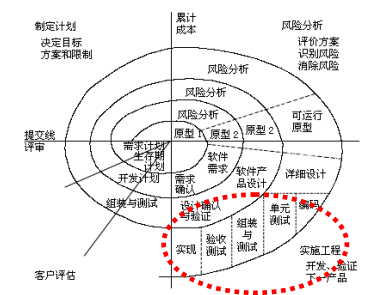 制定计划
决定目标
方案和限制
累计
成本
风险分析
评价方案
识别风险
消除风险
风险分析
风险分析
风险分析
可运行
原型
提交线
评审
原型1
原型2
原型2
需求计划
生存期
计划
开发计划
组装与测试
需求
确认
软件
需求
软件产
品设计
详细设计
设计确认
与验证
单元
测试
编码
组装
与
测试
验收
测试
实现
实施工程
开发、验证
下一产品
客户评估